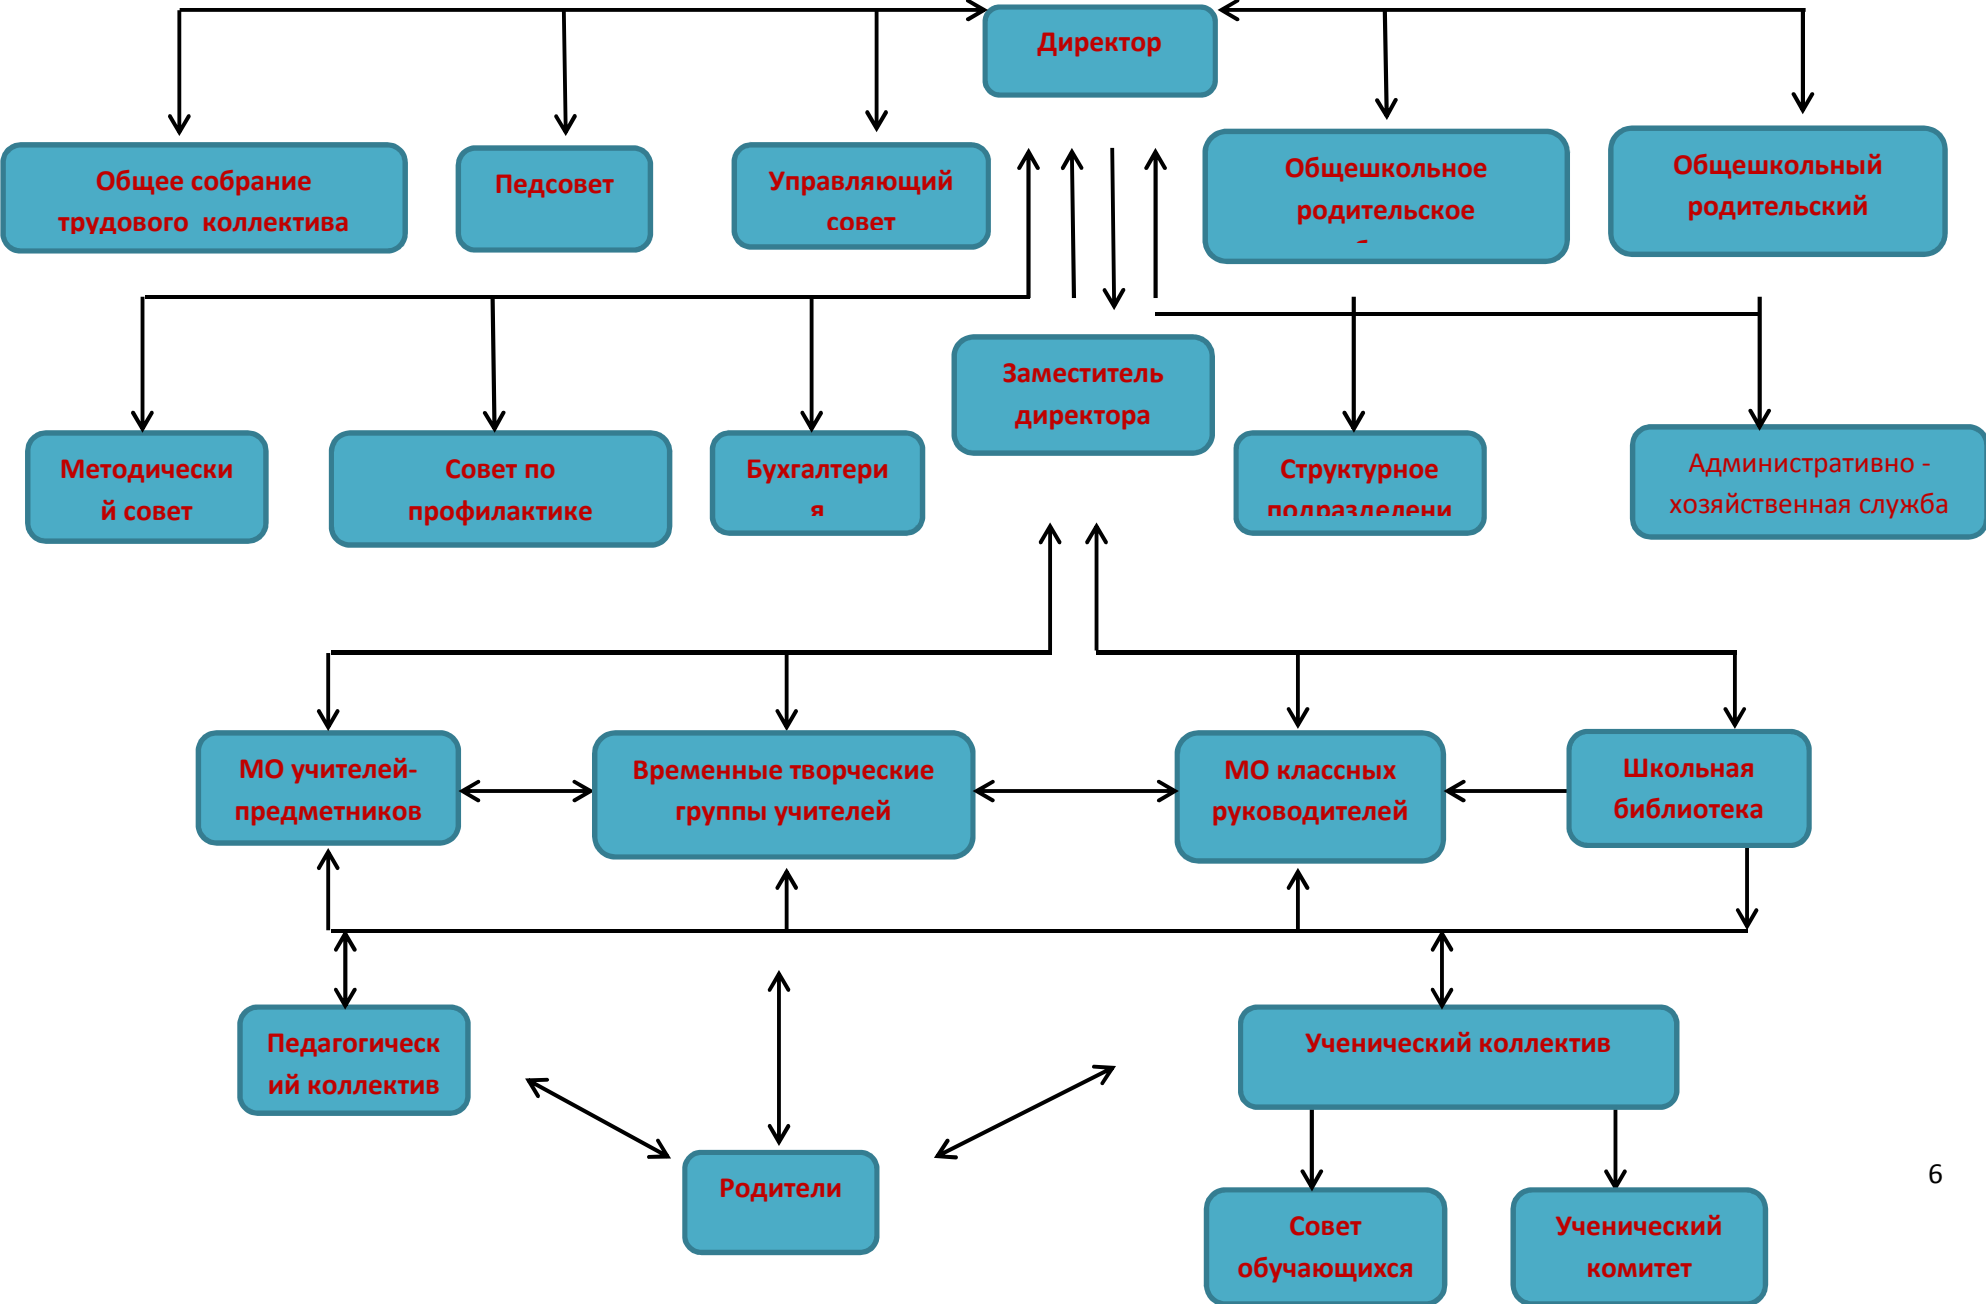 Директор
Общее собрание
трудового коллектива
Педсовет
Управляющий
совет
Общешкольное
родительское
Общешкольный
родительский
Заместитель
директора
Методически
й совет
Совет по
профилактике
Бухгалтери
я
Структурное
подразделени
Административно -
хозяйственная служба
МО учителей-
предметников
Временные творческие
группы учителей
МО классных
руководителей
Школьная
библиотека
Педагогическ
ий коллектив
Ученический коллектив
Родители
6
Совет
обучающихся
Ученический
комитет